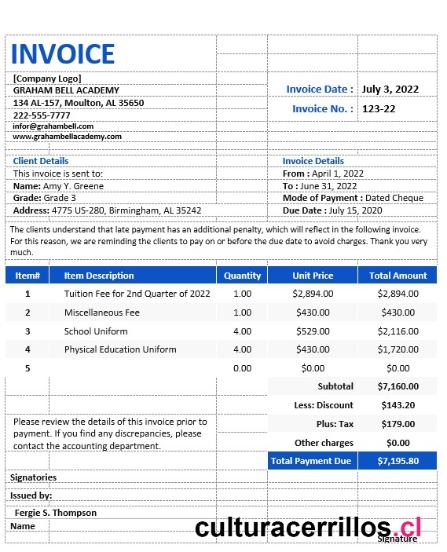 INVOICE
[Company Logo]
GRAHAM BELL ACADEMY
134 AL-157, Moulton, AL 35650
222-555-7777
infor@grahambell.com
www.grahambellacademy.com
Invoice Date : July 3, 2022
Invoice No. : 123-22
Client Details
This invoice is sent to:
Name: Amy Y. Greene
Grade: Grade 3
Address: 4775 US-280, Birmingham, AL 35242
Invoice Details
From : April 1, 2022
To : June 31, 2022
Mode of Payment : Dated Cheque
Due Date : July 15, 2020
The clients understand that late payment has an additional penalty, which will reflect in the following invoice.
For this reason, we are reminding the clients to pay on or before the due date to avoid charges. Thank you very
much.
Item# Item Description Quantity Unit Price Total Amount
1 Tuition Fee for 2nd Quarter of 2022 1.00 $2,894.00 $2,894.00
2 Miscellaneous Fee 1.00 $430.00 $430.00
3 School Uniform 4.00 $529.00 $2,116.00
4 Physical Education Uniform 4.00 $430.00 $1,720.00
5 0.00 $0.00 $0.00
Subtotal $7,160.00
Less: Discount $143.20
Plus: Tax $179.00
Other charges $0.00
Total Payment Due $7,195.80
Please review the details of this invoice prior to
payment. If you find any discrepancies, please
contact the accounting department.
Signatories
Issued by:
Fergie S. Thompson
Name
Signature
culturacerrillos.cl